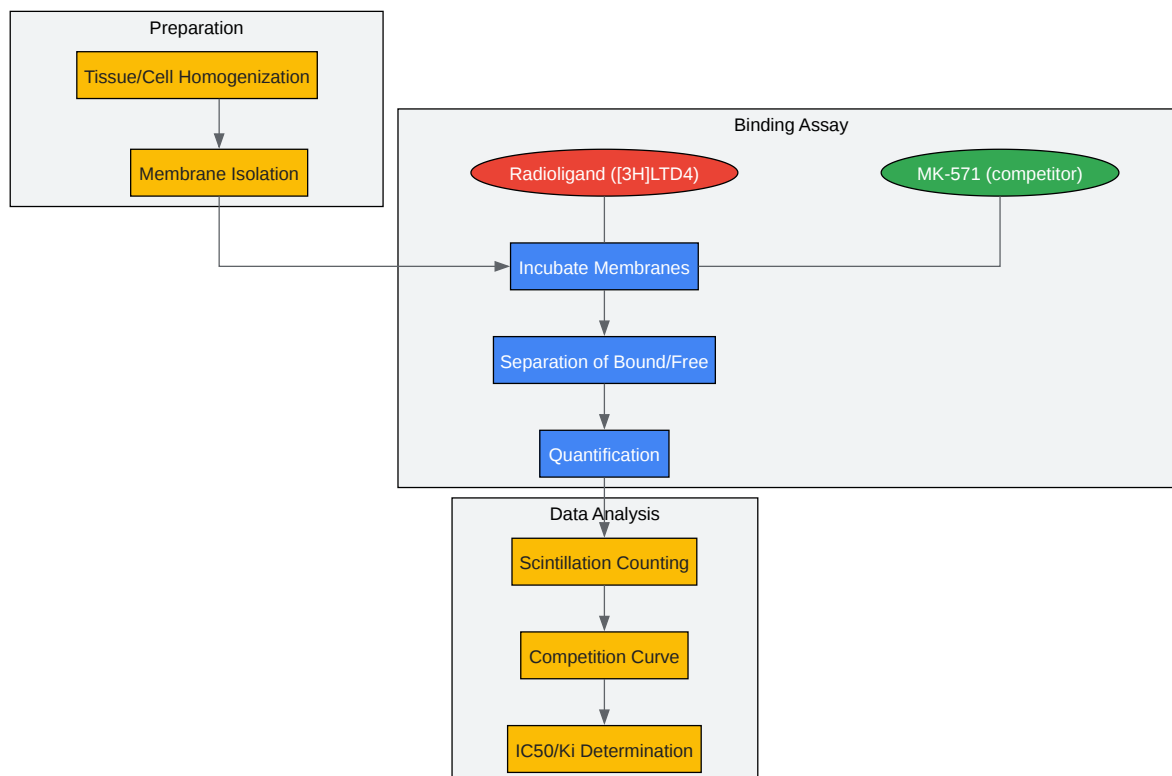 Preparation
Tissue/Cell Homogenization
Membrane Isolation
Binding Assay
Radioligand ([3H]LTD4)
MK-571 (competitor)
Incubate Membranes
Separation of Bound/Free
Quantification
Data Analysis
Scintillation Counting
Competition Curve
IC50/Ki Determination